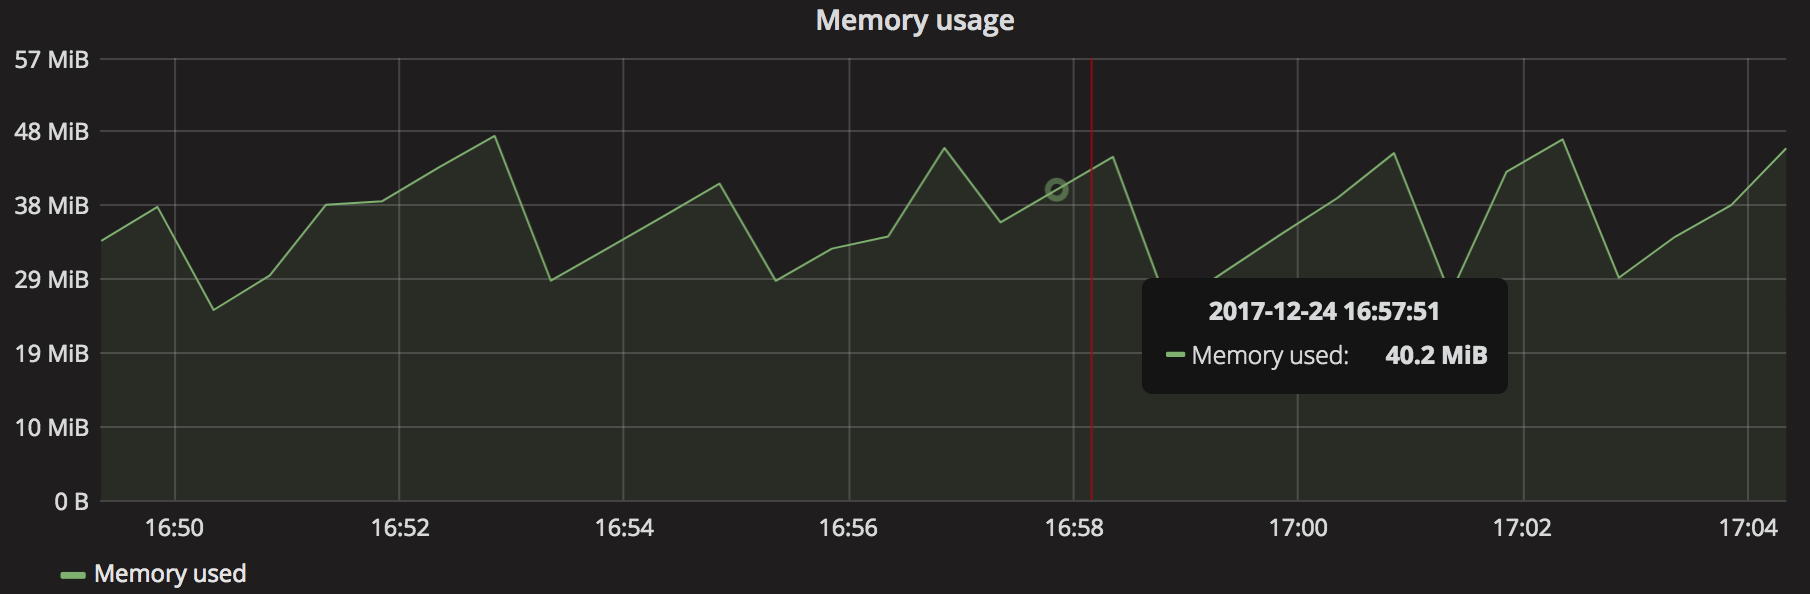 Memory usage
57 MiB
48 MiB
38 MiB
29 MiB
19 MiB
10 MiB
0 B
2017-12-24 16:57:51
Memory used: 40.2 MiB
16:50 16:52 16:54 16:56 16:58 17:00 17:02 17:04
Memory used